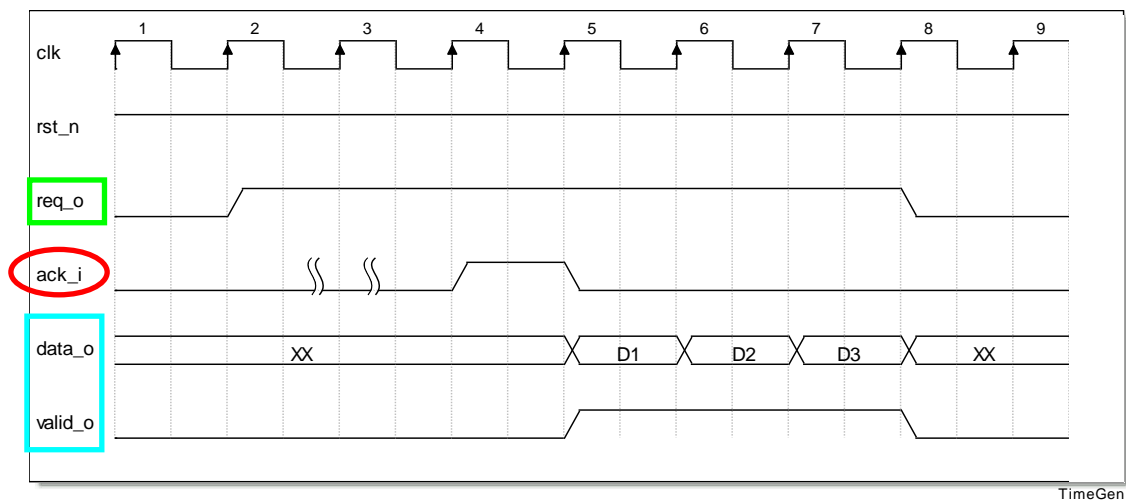 1 2 3 4 5 6 7 8 9
clk
rst_n
req_o
ack_i
data_o XX D1 D2 D3 XX
valid_o
TimeGen